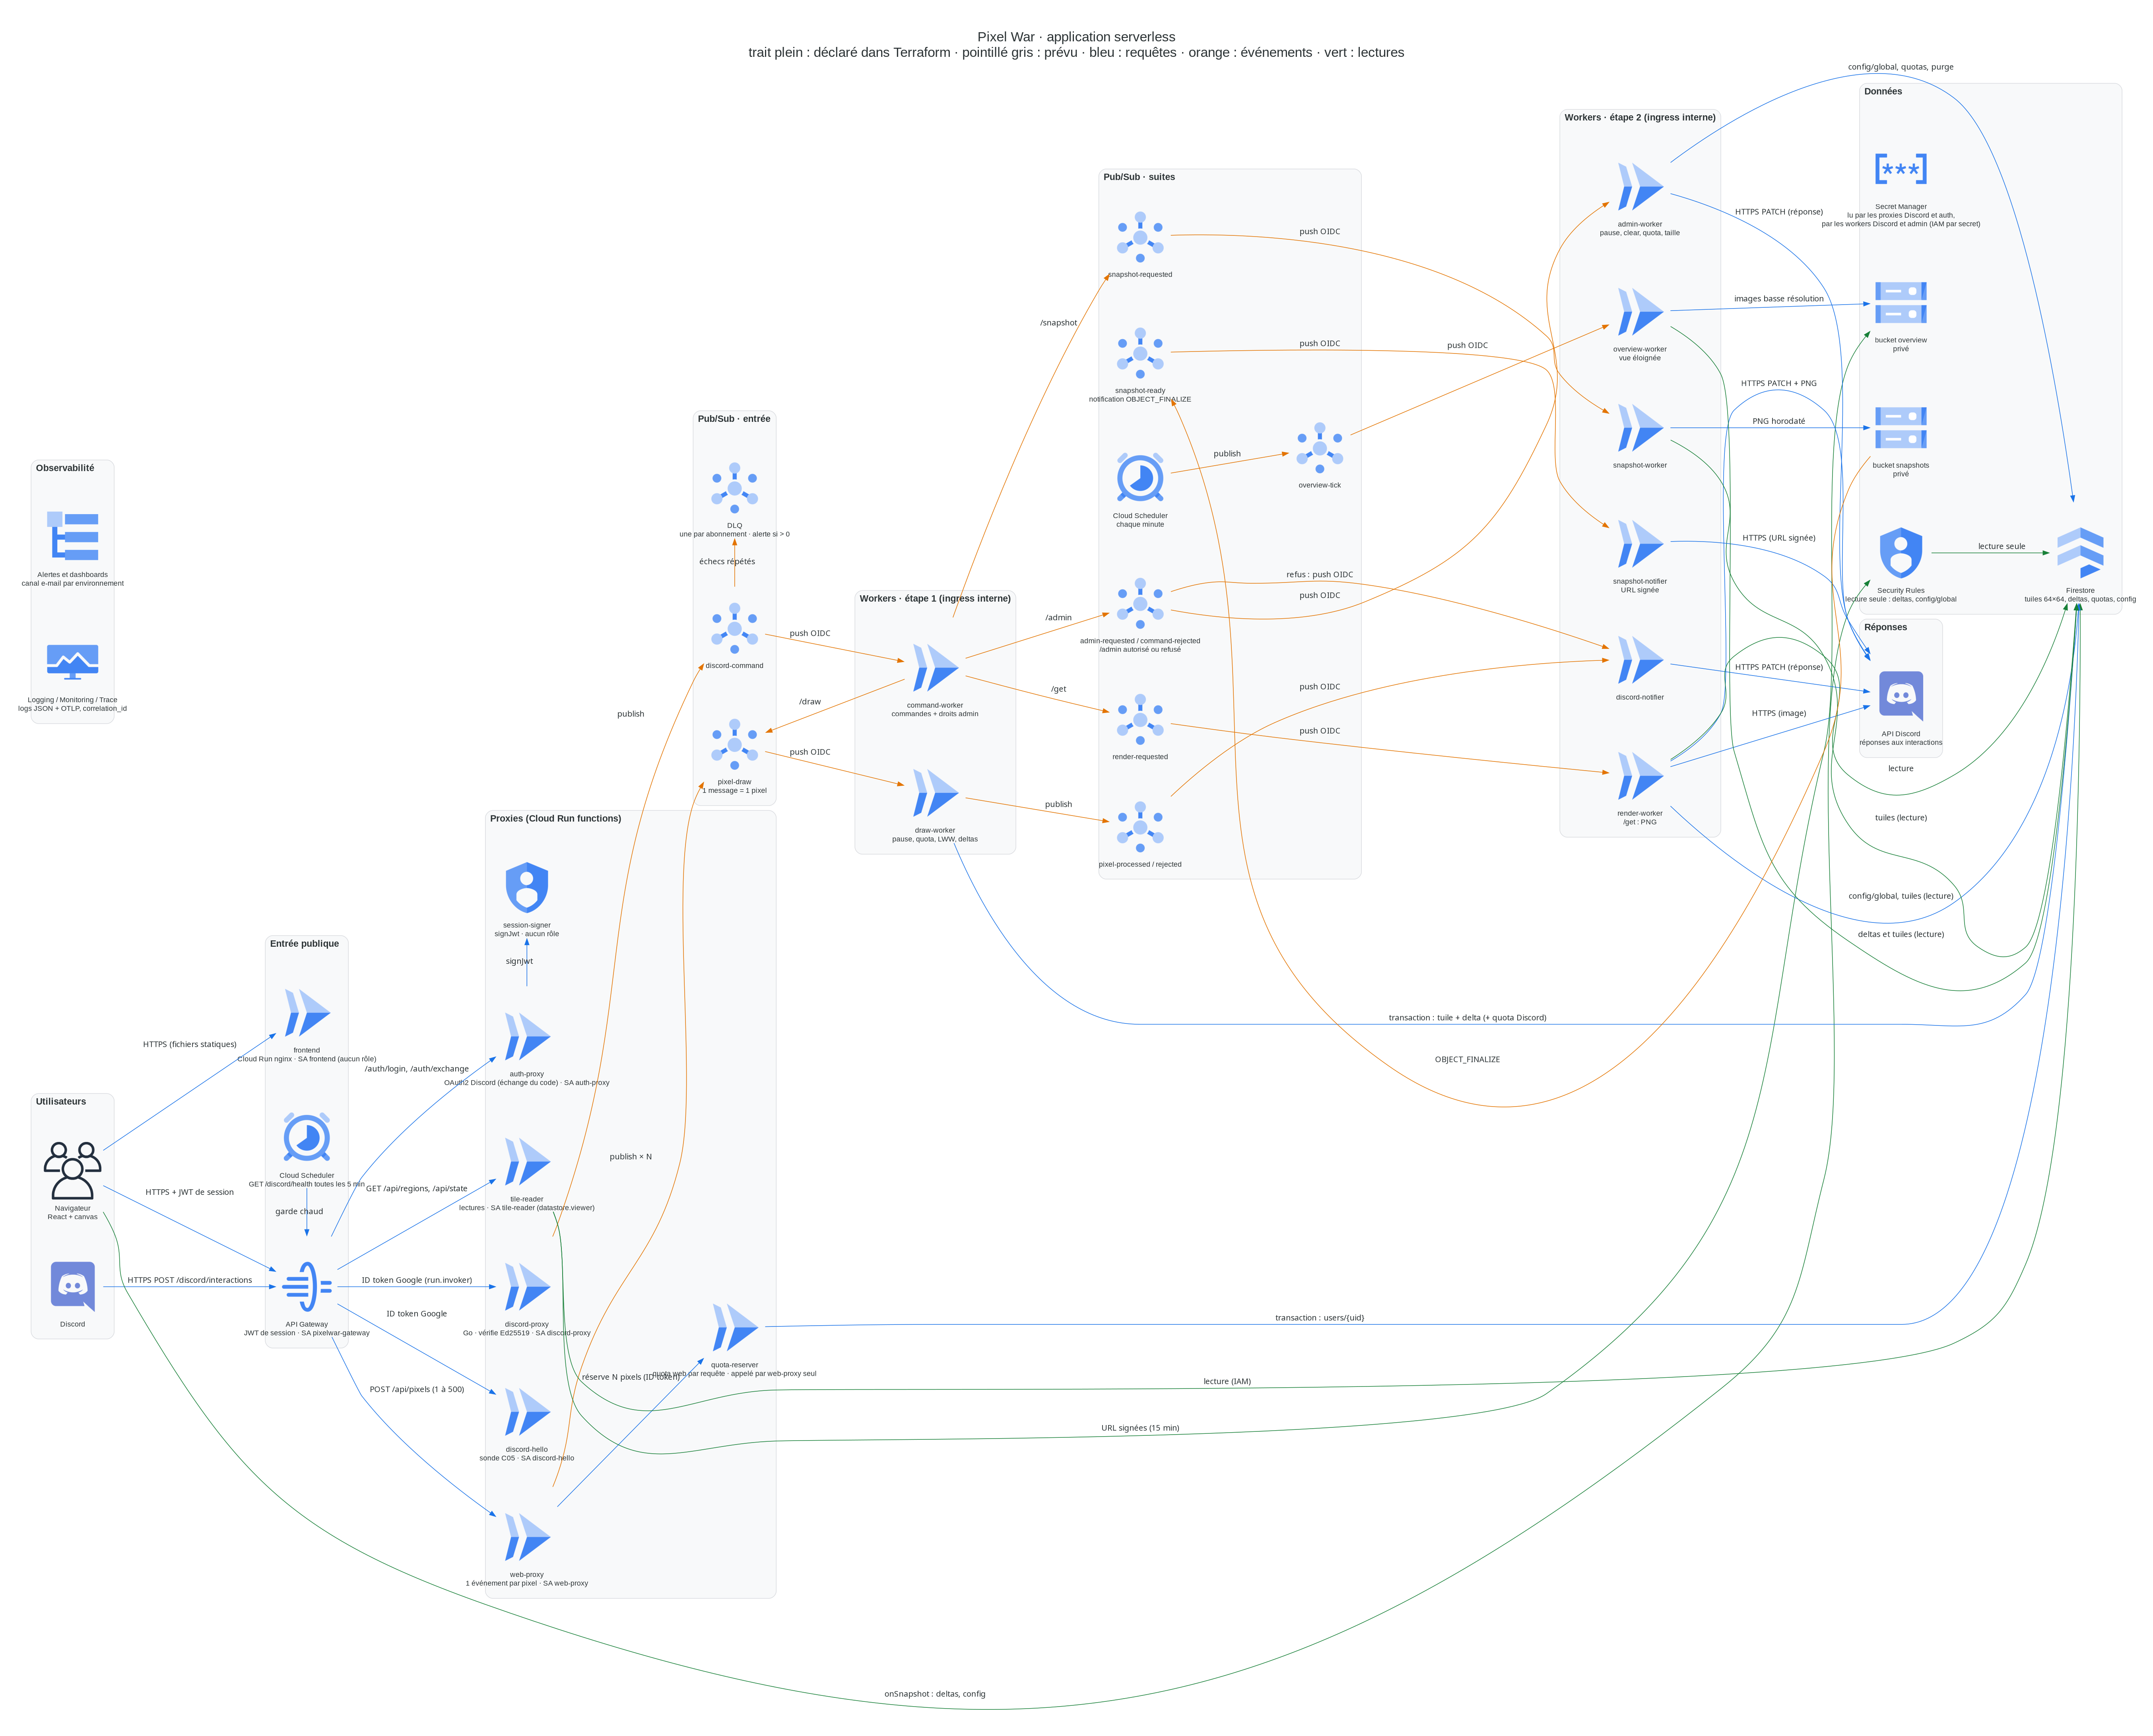 Pixel War · application serverless
trait plein : déclaré dans Terraform · pointillé gris : prévu · bleu : requêtes · orange : événements · vert : lectures
Observabilité
Alertes et dashboards
canal e-mail par environnement
Logging / Monitoring / Trace
logs JSON + OTLP, correlation_id
Utilisateurs
Navigateur
React + canvas
Discord
HTTPS (fichiers statiques)
HTTPS + JWT de session
HTTPS POST /discord/interactions
Entrée publique
frontend
Cloud Run nginx · SA frontend (aucun rôle)
Cloud Scheduler
GET /discord/health toutes les 5 min
garde chaud
API Gateway
JWT de session · SA pixelwar-gateway
/auth/login, /auth/exchange
GET /api/regions, /api/state
ID token Google (run.invoker)
ID token Google
POST /api/pixels (1 à 500)
Proxies (Cloud Run functions)
session-signer
signJwt · aucun rôle
signJwt
auth-proxy
OAuth2 Discord (échange du code) · SA auth-proxy
tile-reader
lectures · SA tile-reader (datastore.viewer)
discord-proxy
Go · vérifie Ed25519 · SA discord-proxy
discord-hello
sonde C05 · SA discord-hello
web-proxy
1 événement par pixel · SA web-proxy
quota-reserver
quota web par requête · appelé par web-proxy seul
réserve N pixels (ID token)
publish
publish × N
Pub/Sub · entrée
DLQ
une par abonnement · alerte si > 0
échecs répétés
discord-command
pixel-draw
1 message = 1 pixel
push OIDC
/draw
push OIDC
Workers · étape 1 (ingress interne)
command-worker
commandes + droits admin
draw-worker
pause, quota, LWW, deltas
/snapshot
/admin
/get
publish
Pub/Sub · suites
snapshot-requested
snapshot-ready
notification OBJECT_FINALIZE
Cloud Scheduler
chaque minute
publish
overview-tick
admin-requested / command-rejected
/admin autorisé ou refusé
render-requested
pixel-processed / rejected
push OIDC
push OIDC
push OIDC
refus : push OIDC
push OIDC
push OIDC
push OIDC
Workers · étape 2 (ingress interne)
admin-worker
pause, clear, quota, taille
overview-worker
vue éloignée
snapshot-worker
snapshot-notifier
URL signée
discord-notifier
render-worker
/get : PNG
config/global, quotas, purge
HTTPS PATCH (réponse)
images basse résolution
HTTPS PATCH + PNG
PNG horodaté
HTTPS (URL signée)
HTTPS PATCH (réponse)
HTTPS (image)
Données
Secret Manager
lu par les proxies Discord et auth,
par les workers Discord et admin (IAM par secret)
bucket overview
privé
bucket snapshots
privé
Security Rules
lecture seule : deltas, config/global
lecture seule
Firestore
tuiles 64×64, deltas, quotas, config
Réponses
API Discord
réponses aux interactions
lecture
tuiles (lecture)
config/global, tuiles (lecture)
deltas et tuiles (lecture)
transaction : tuile + delta (+ quota Discord)
OBJECT_FINALIZE
transaction : users/{uid}
lecture (IAM)
URL signées (15 min)
onSnapshot : deltas, config